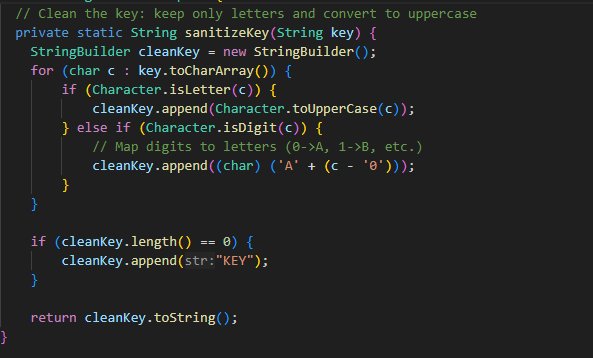 // Clean the key: keep only letters and convert to uppercase
private static String sanitizeKey(String key) {
StringBuilder cleanKey = new StringBuilder();
for (char c : key.toCharArray()) {
if (Character.isLetter(c)) {
cleanKey.append(Character.toUpperCase(c));
} else if (Character.isDigit(c)) {
// Map digits to letters (0->A, 1->B, etc.)
cleanKey.append((char) ('A' + (c - '0')));
}
}
if (cleanKey.length() == 0) {
cleanKey.append(str:"KEY");
}
return cleanKey.toString();
}